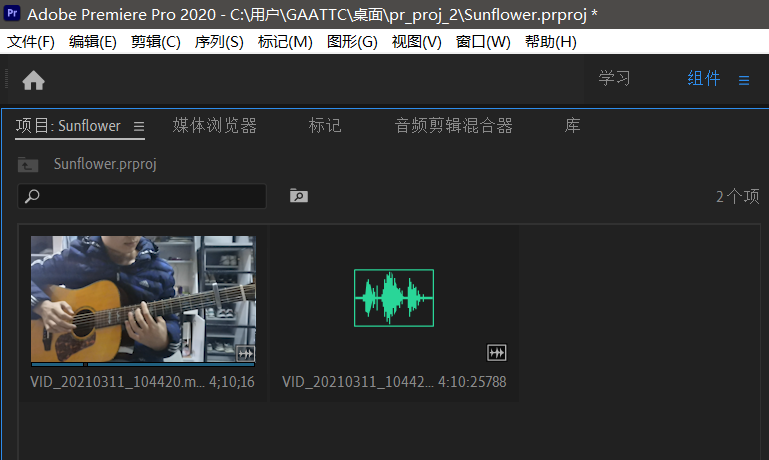 Pr Adobe Premiere Pro 2020 - C:\用户\GAATTC\桌面\pr_proj_2\Sunflower.prproj *
文件(F) 编辑(E) 剪辑(C) 序列(S) 标记(M) 图形(G) 视图(V) 窗口(W) 帮助(H)
学习 组件
项目: Sunflower 媒体浏览器 标记 音频剪辑混合器 库
Sunflower.prproj
2 个项
VID_20210311_104420.m... 4;10;16 VID_20210311_10442... 4:10:25788